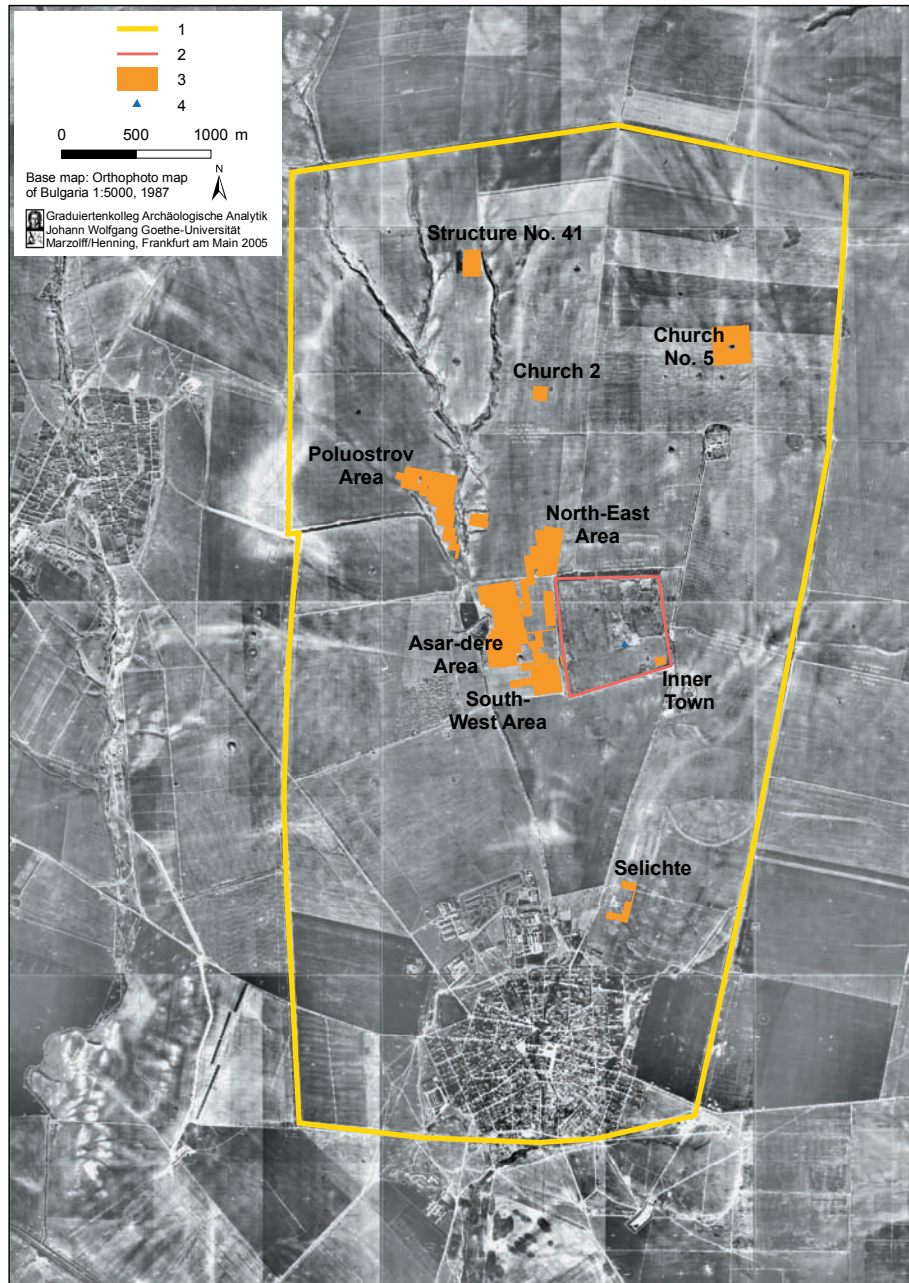 1
2
3
4
0 500 1000 m
N
Base map: Orthophoto map
of Bulgaria 1:5000, 1987
Graduiertenkolleg Archäologische Analytik
Johann Wolfgang Goethe-Universität
Marzolff/Henning, Frankfurt am Main 2005
Structure No. 41
Church
No. 5
Church 2
Poluostrov
Area
North-East
Area
Asar-dere
Area
Inner
Town
South-
West Area
Selichte